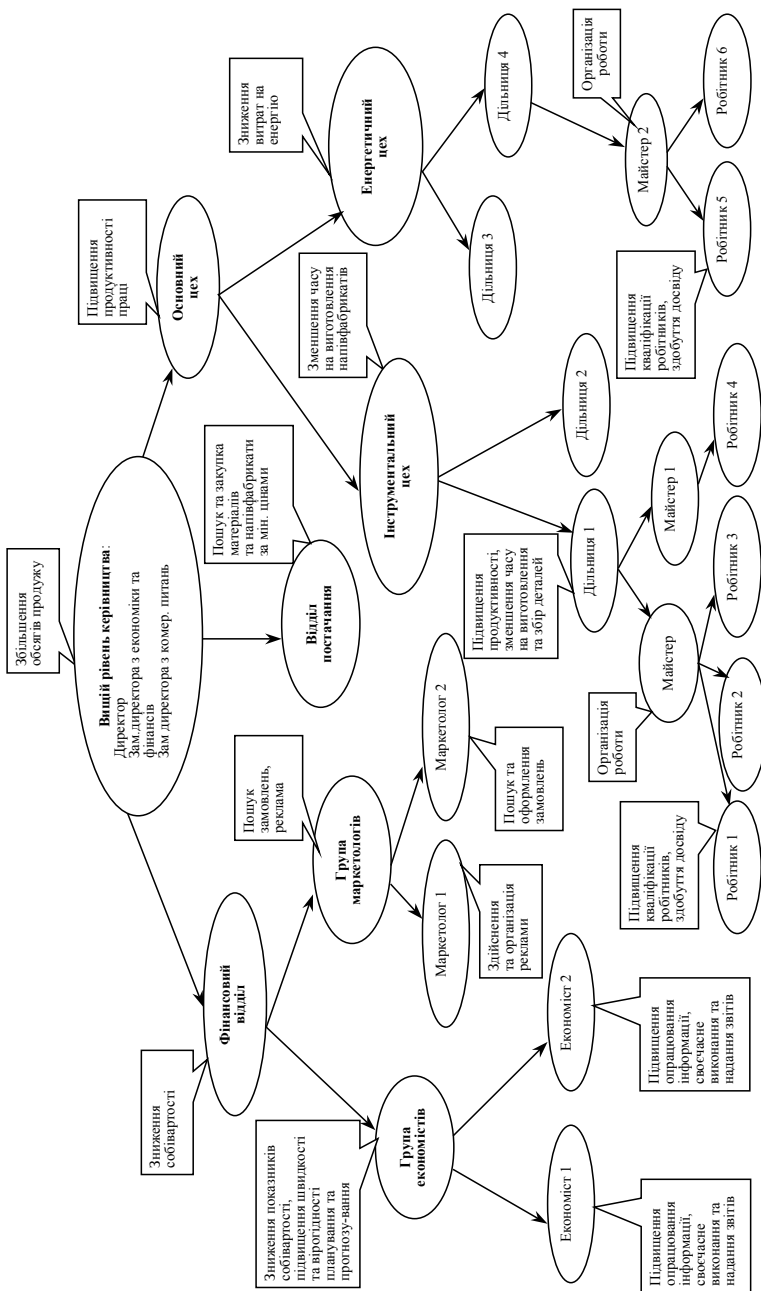 Збільшення
обсягів продужу
Вищій рівень керівництва:
Директор
Зам.директора з економіки та
фінансів
Зам директора з комер. питань
Зниження
собівартості
Фінансовий
відділ
Пошук та закупка
матеріалів
та напівфабрикати
за мін. цінами
Відділ
постачання
Підвищення
продуктивності
праці
Основний
цех
Зниження показників
собівартості,
підвищення швидкості
та вірогідності
планування та
прогнозу-вання
Група
економістів
Пошук
замовлень,
реклама
Група
маркетологів
Зменшення часу
на виготовлення
напівфабрикатів
Інструментальний
цех
Зниження
витрат на
енергію
Енергетичний
цех
Економіст 1
Підвищення
опрацювання
інформації,
своєчасне
виконання та
надання звітів
Економіст 2
Підвищення
опрацювання
інформації,
своєчасне
виконання та
надання звітів
Маркетолог 1
Здійснення
та організація
реклами
Маркетолог 2
Пошук та
оформлення
замовлень
Підвищення
продуктивності,
зменшення часу
на виготовлення
та збір деталей
Дільниця 1
Дільниця 2
Дільниця 3
Дільниця 4
Організація
роботи
Майстер
Майстер 1
Організація
роботи
Майстер 2
Підвищення
кваліфікації
робітників,
здобуття досвіду
Робітник 1
Робітник 2
Робітник 3
Робітник 4
Підвищення
кваліфікації
робітників,
здобуття досвіду
Робітник 5
Робітник 6